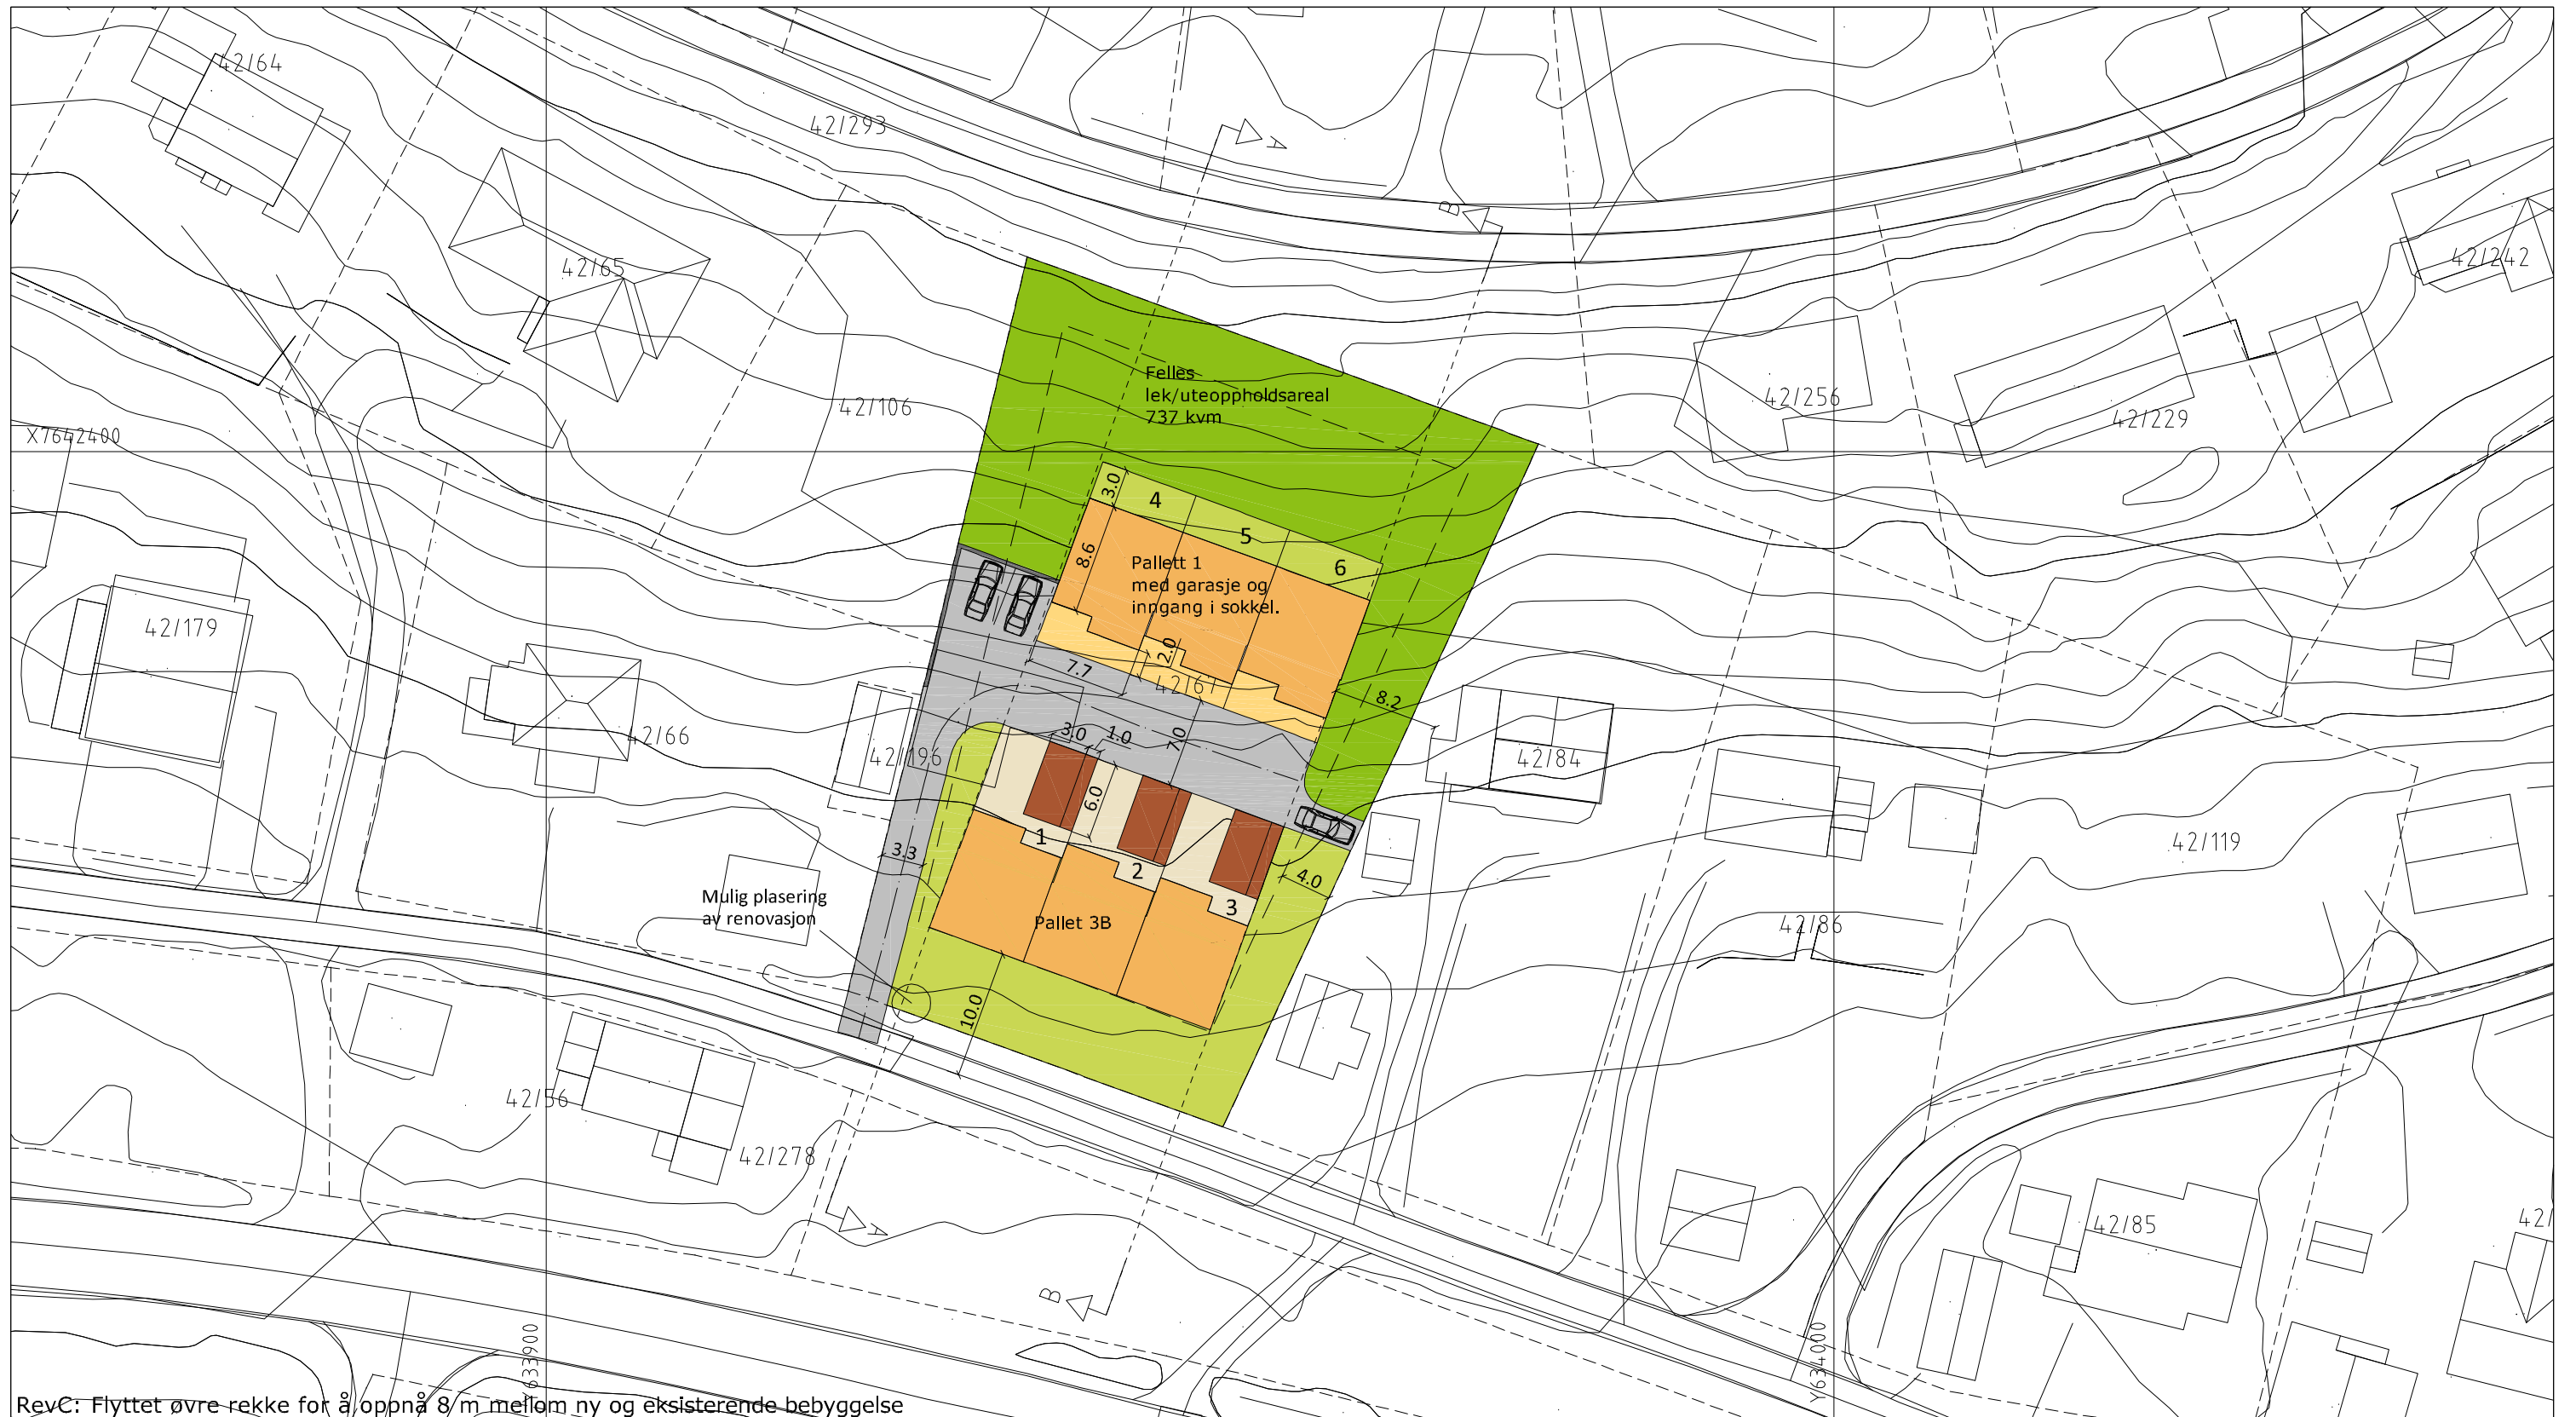 42/64
42/293
A
B
42/65
42/242
Felles
lek/uteoppholdsareal
737 kvm
42/106
42/256
42/229
X7642400
3.0
4
5
6
8.6
Pallett 1
med garasje og
inngang i sokkel.
42/179
2.0
7.7
42/67
8.2
42/66
42/196
3.0
1.0
7.0
42/84
6.0
1
2
3
3.3
4.0
42/119
Mulig plasering
av renovasjon
Pallet 3B
42/86
10.0
42/56
42/278
A
B
42/85
42/
Y633900
Y634000
RevC: Flyttet øvre rekke for å oppnå 8 m mellom ny og eksisterende bebyggelse